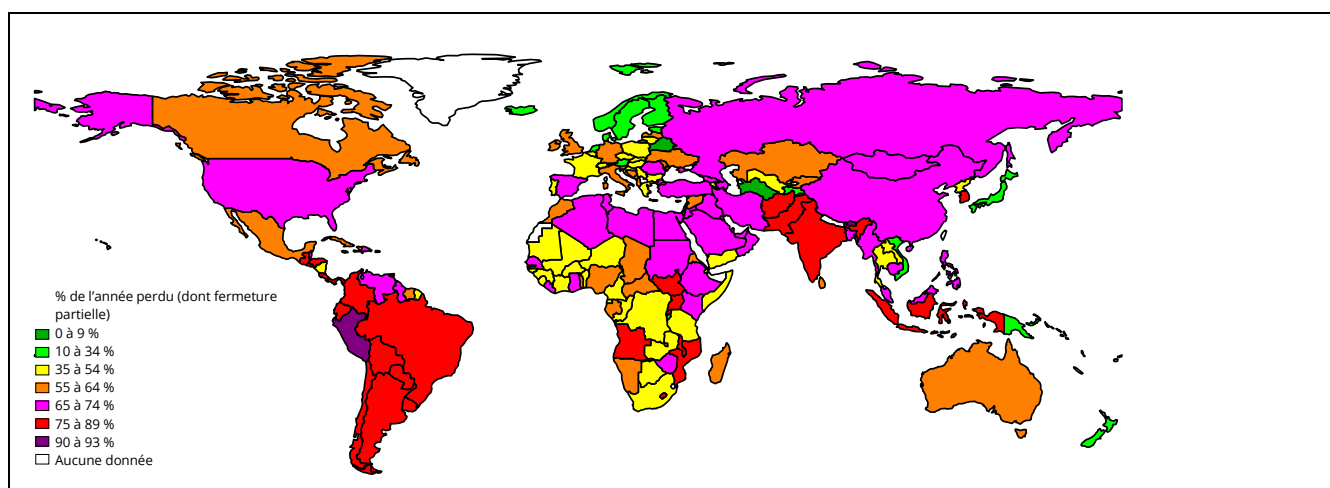 % de l’année perdu (dont fermeture
partielle)
0 à 9 %
10 à 34 %
35 à 54 %
55 à 64 %
65 à 74 %
75 à 89 %
90 à 93 %
Aucune donnée